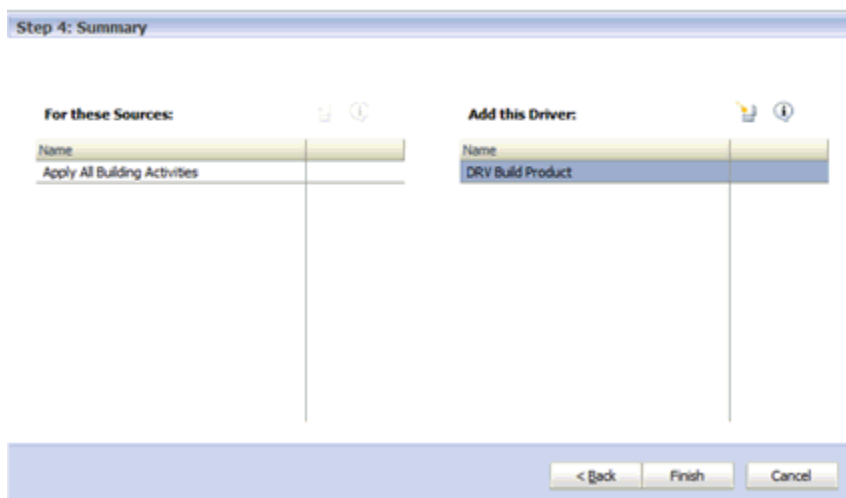 Step 4: Summary
For these Sources:
Add this Driver:
Name
Name
Apply All Building Activities
DRV Build Product
< Back
Finish
Cancel